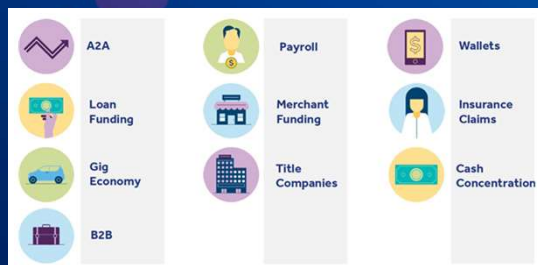 A2A
Loan
Funding
Gig
Economy
B2B
Payroll
Merchant
Funding
Title
Companies
$
Wallets
Insurance
Claims
Cash
Concentration